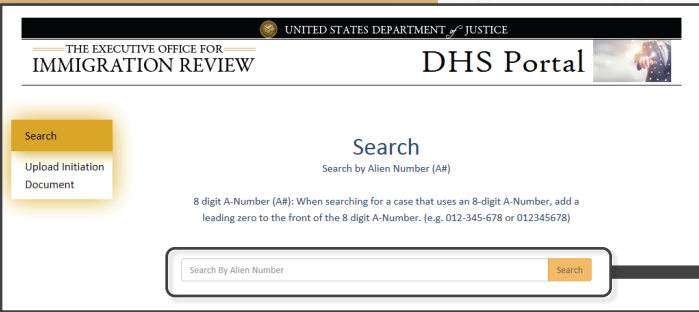 UNITED STATES DEPARTMENT of JUSTICE
THE EXECUTIVE OFFICE FOR
IMMIGRATION REVIEW
DHS Portal
Search
Upload Initiation
Document
Search
Search by Alien Number (A#)
8 digit A-Number (A#): When searching for a case that uses an 8-digit A-Number, add a
leading zero to the front of the 8 digit A-Number. (e.g. 012-345-678 or 012345678)
Search By Alien Number
Search